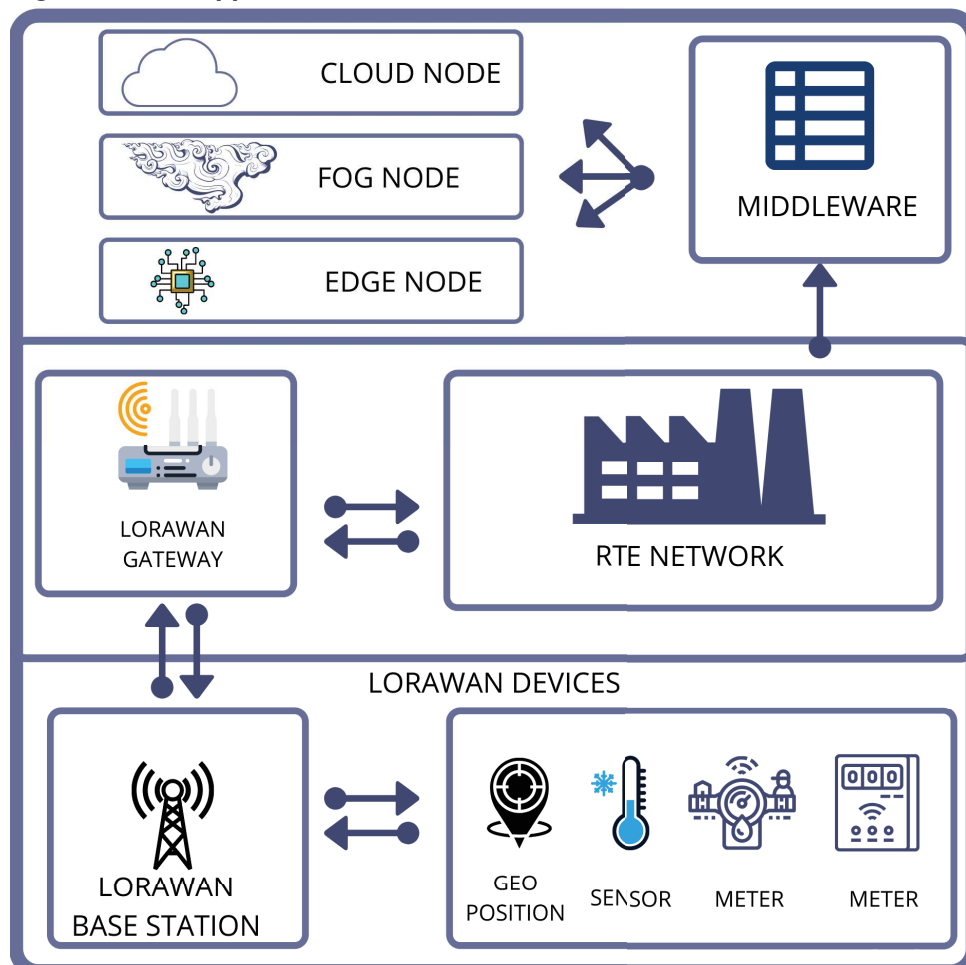 CLOUD NODE
FOG NODE
EDGE NODE
MIDDLEWARE
LORAWAN
GATEWAY
RTE NETWORK
LORAWAN DEVICES
LORAWAN
BASE STATION
GEO
POSITION
SENSOR
METER
METER
000